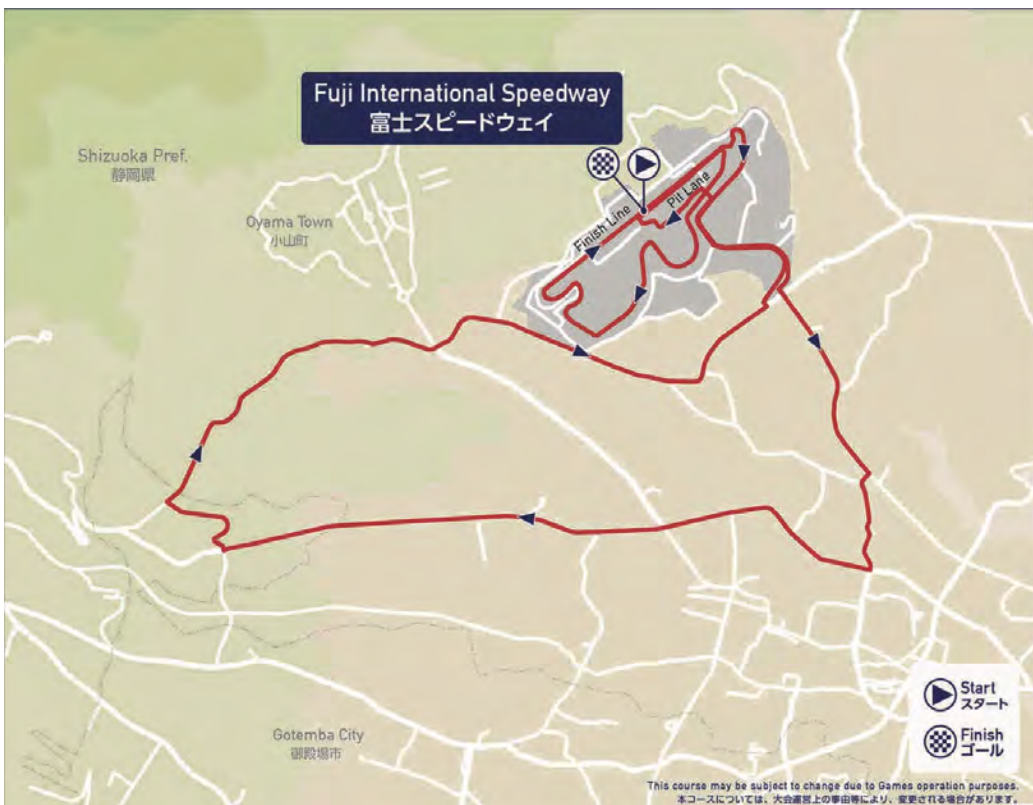 Fuji International Speedway
富士スピードウェイ
Shizuoka Pref.
静岡県
Oyama Town
小山町
Finish Line
Pit Lane
Gotemba City
御殿場市
Start
スタート
Finish
ゴール
This course may be subject to change due to Games operation purposes.
本コースについては、大会運営上の事由等により、変更される場合があります。